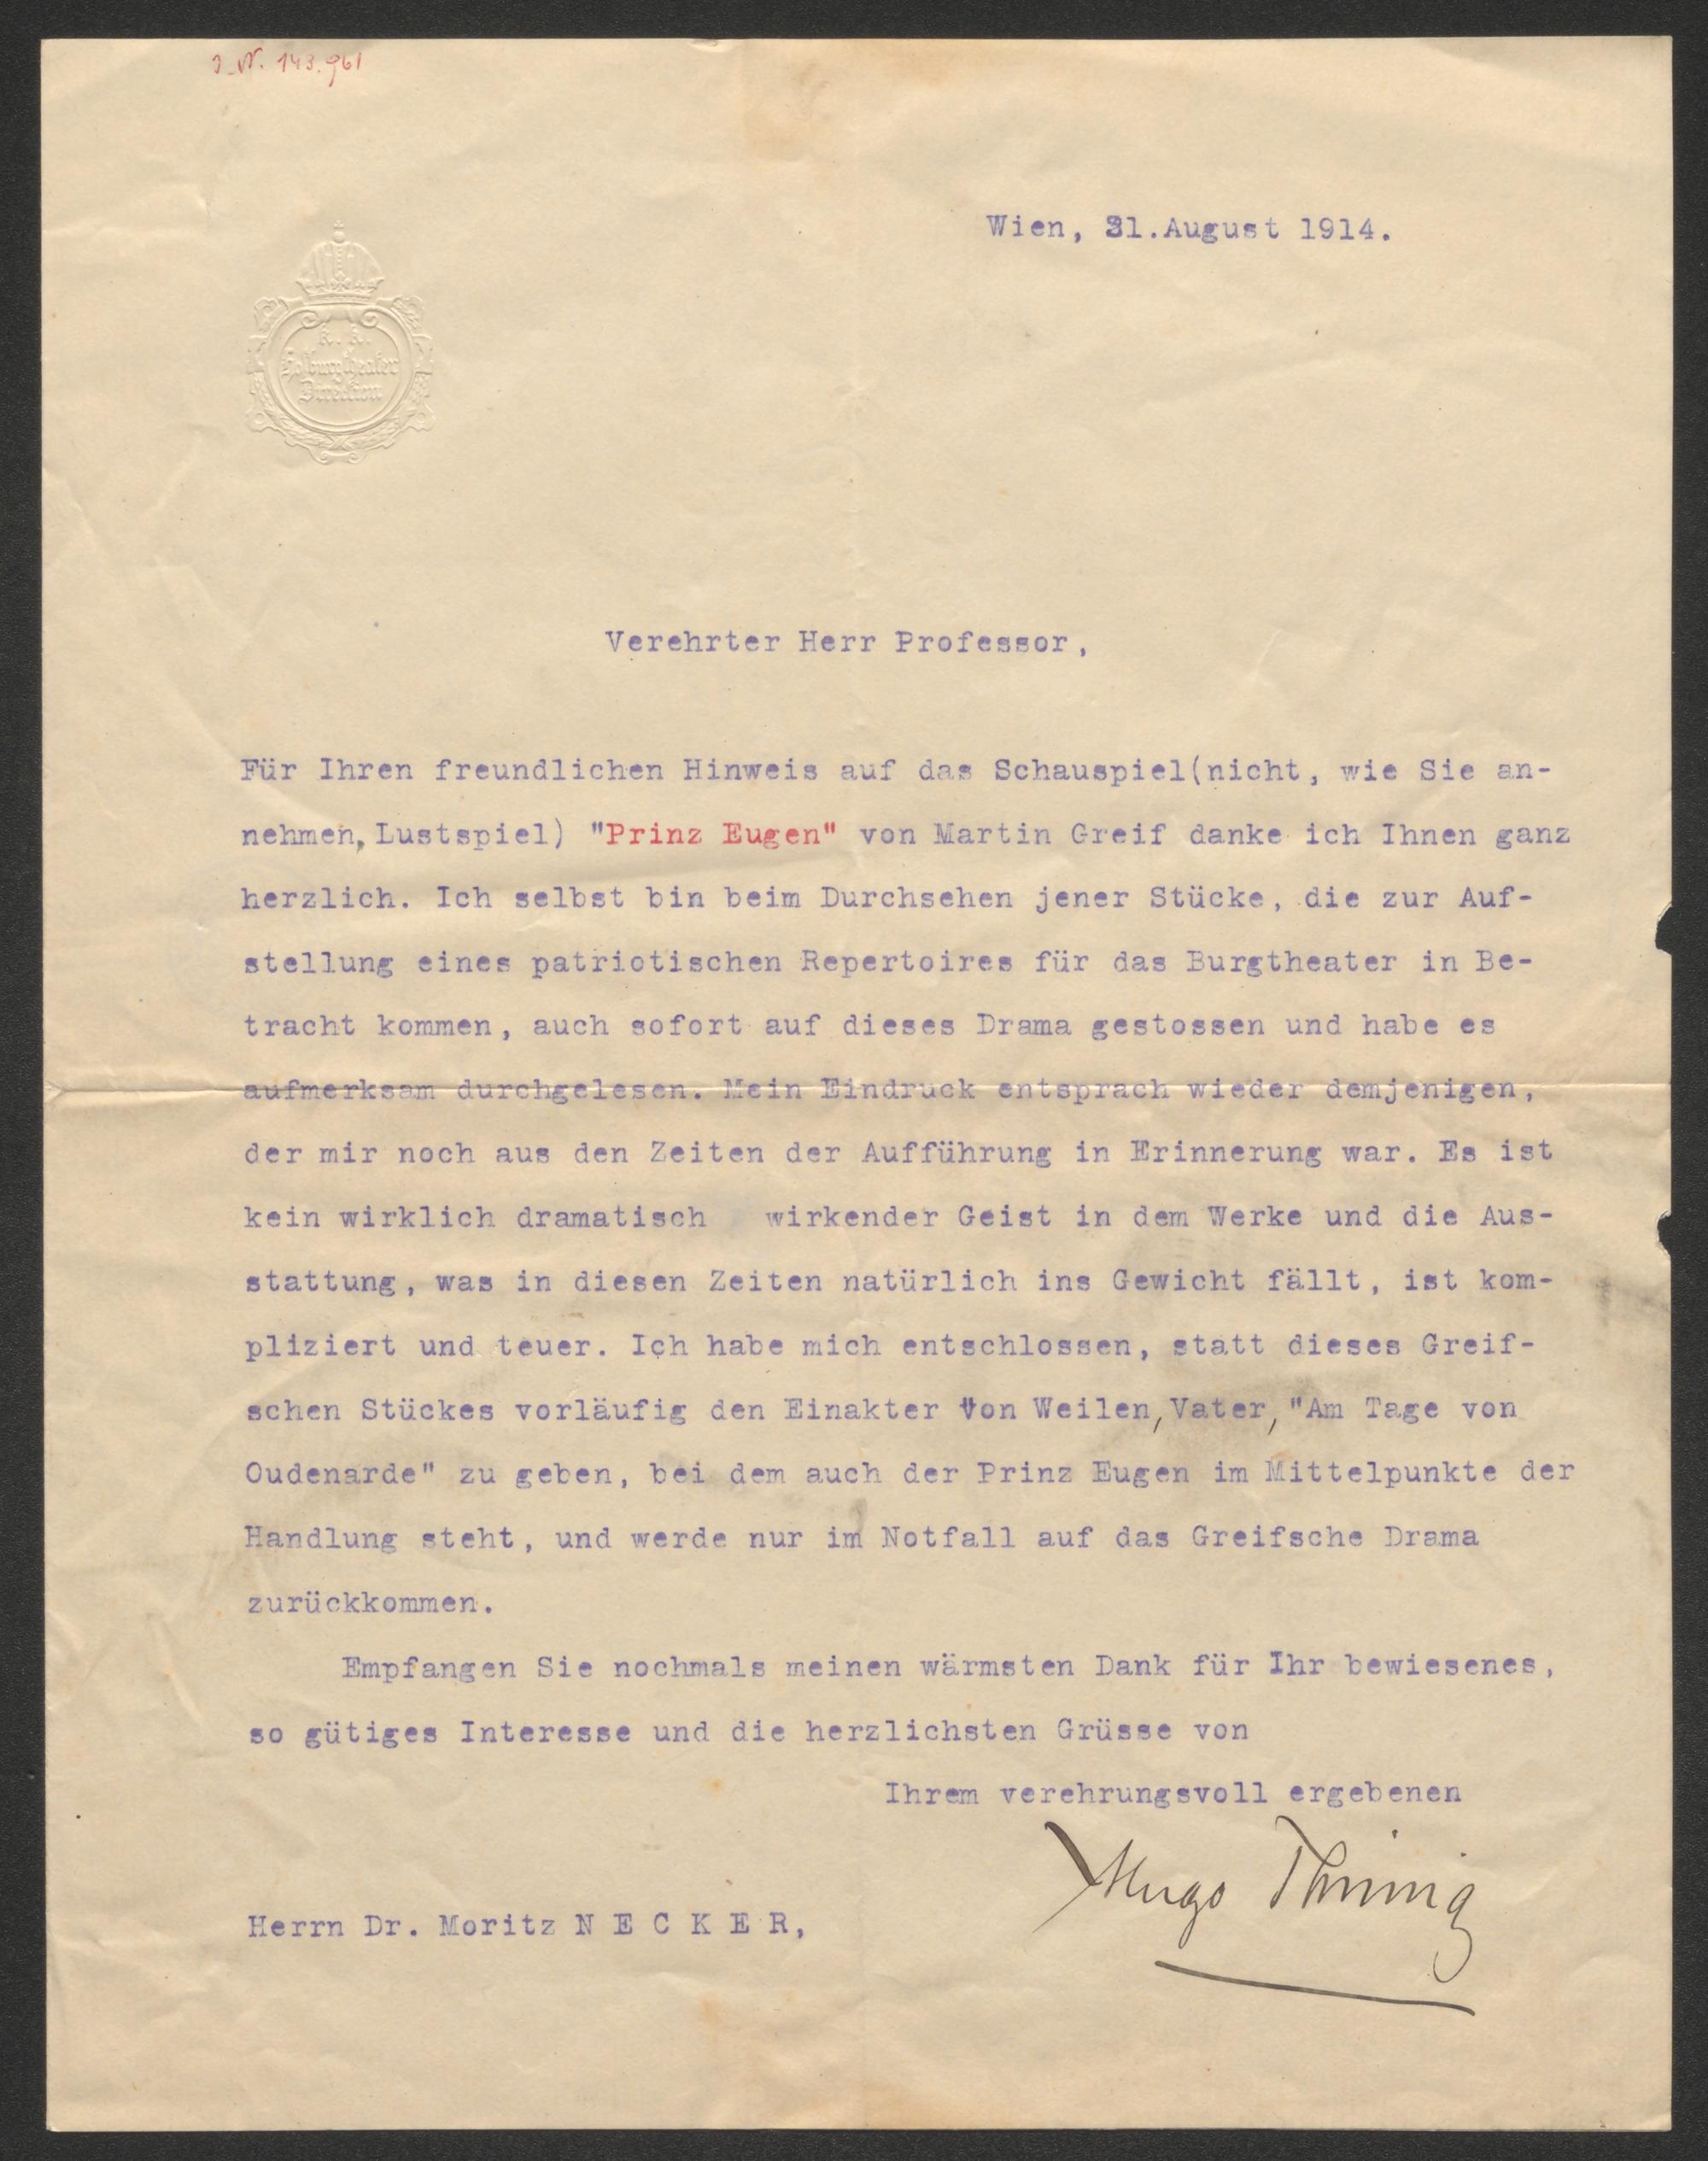 J.N. 143.961
Wien, 31.August 1914.
K. K.
Hofburgtheater
Direktion
Verehrter Herr Professor,
Für Ihren freundlichen Hinweis auf das Schauspiel(nicht, wie Sie an-
nehmen, Lustspiel) "Prinz Eugen" von Martin Greif danke ich Ihnen ganz
herzlich. Ich selbst bin beim Durchsehen jener Stücke, die zur Auf-
stellung eines patriotischen Repertoires für das Burgtheater in Be-
tracht kommen, auch sofort auf dieses Drama gestossen und habe es
aufmerksam durchgelesen. Mein Eindruck entsprach wieder demjenigen,
der mir noch aus den Zeiten der Aufführung in Erinnerung war. Es ist
kein wirklich dramatisch wirkender Geist in dem Werke und die Aus-
stattung, was in diesen Zeiten natürlich ins Gewicht fällt, ist kom-
pliziert und teuer. Ich habe mich entschlossen, statt dieses Greif-
schen Stückes vorläufig den Einakter von Weilen, Vater, "Am Tage von
Oudenarde" zu geben, bei dem auch der Prinz Eugen im Mittelpunkte der
Handlung steht, und werde nur im Notfall auf das Greifsche Drama
zurückkommen.
Empfangen Sie nochmals meinen wärmsten Dank für Ihr bewiesenes,
so gütiges Interesse und die herzlichsten Grüsse von
Ihrem verehrungsvoll ergebenen
Hugo Thimig
Herrn Dr. Moritz N E C K E R,